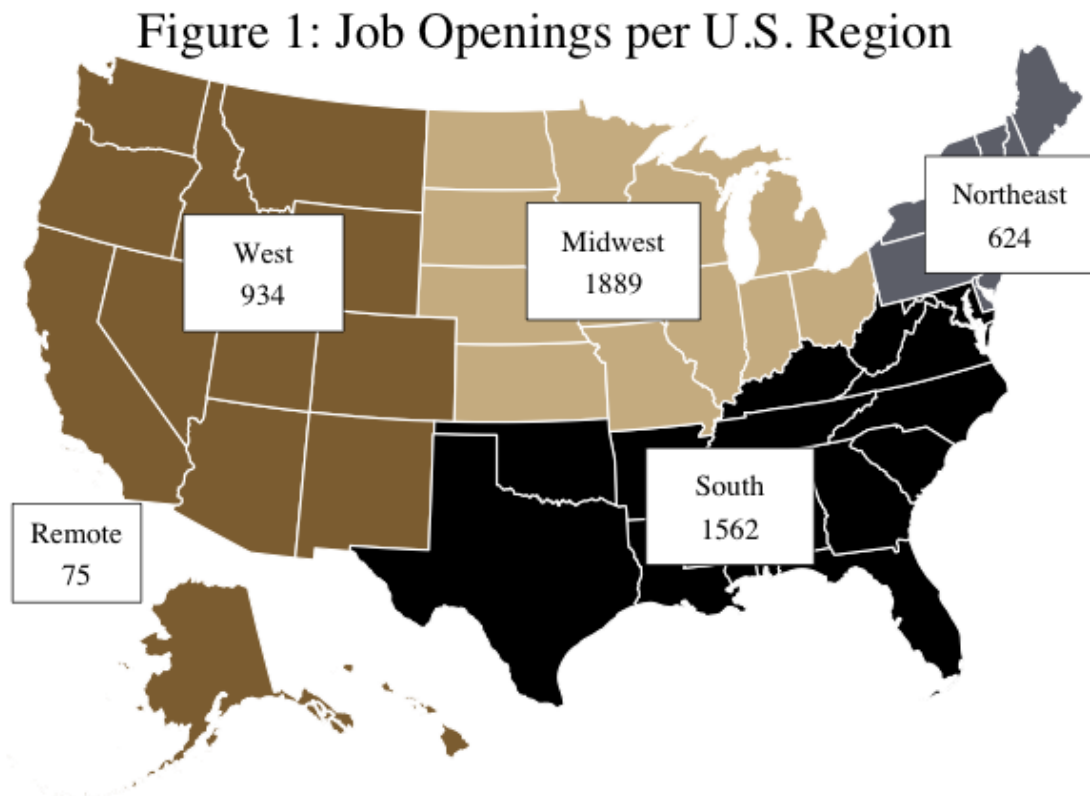 Figure 1: Job Openings per U.S. Region
Northeast
624
West
934
Midwest
1889
South
1562
Remote
75